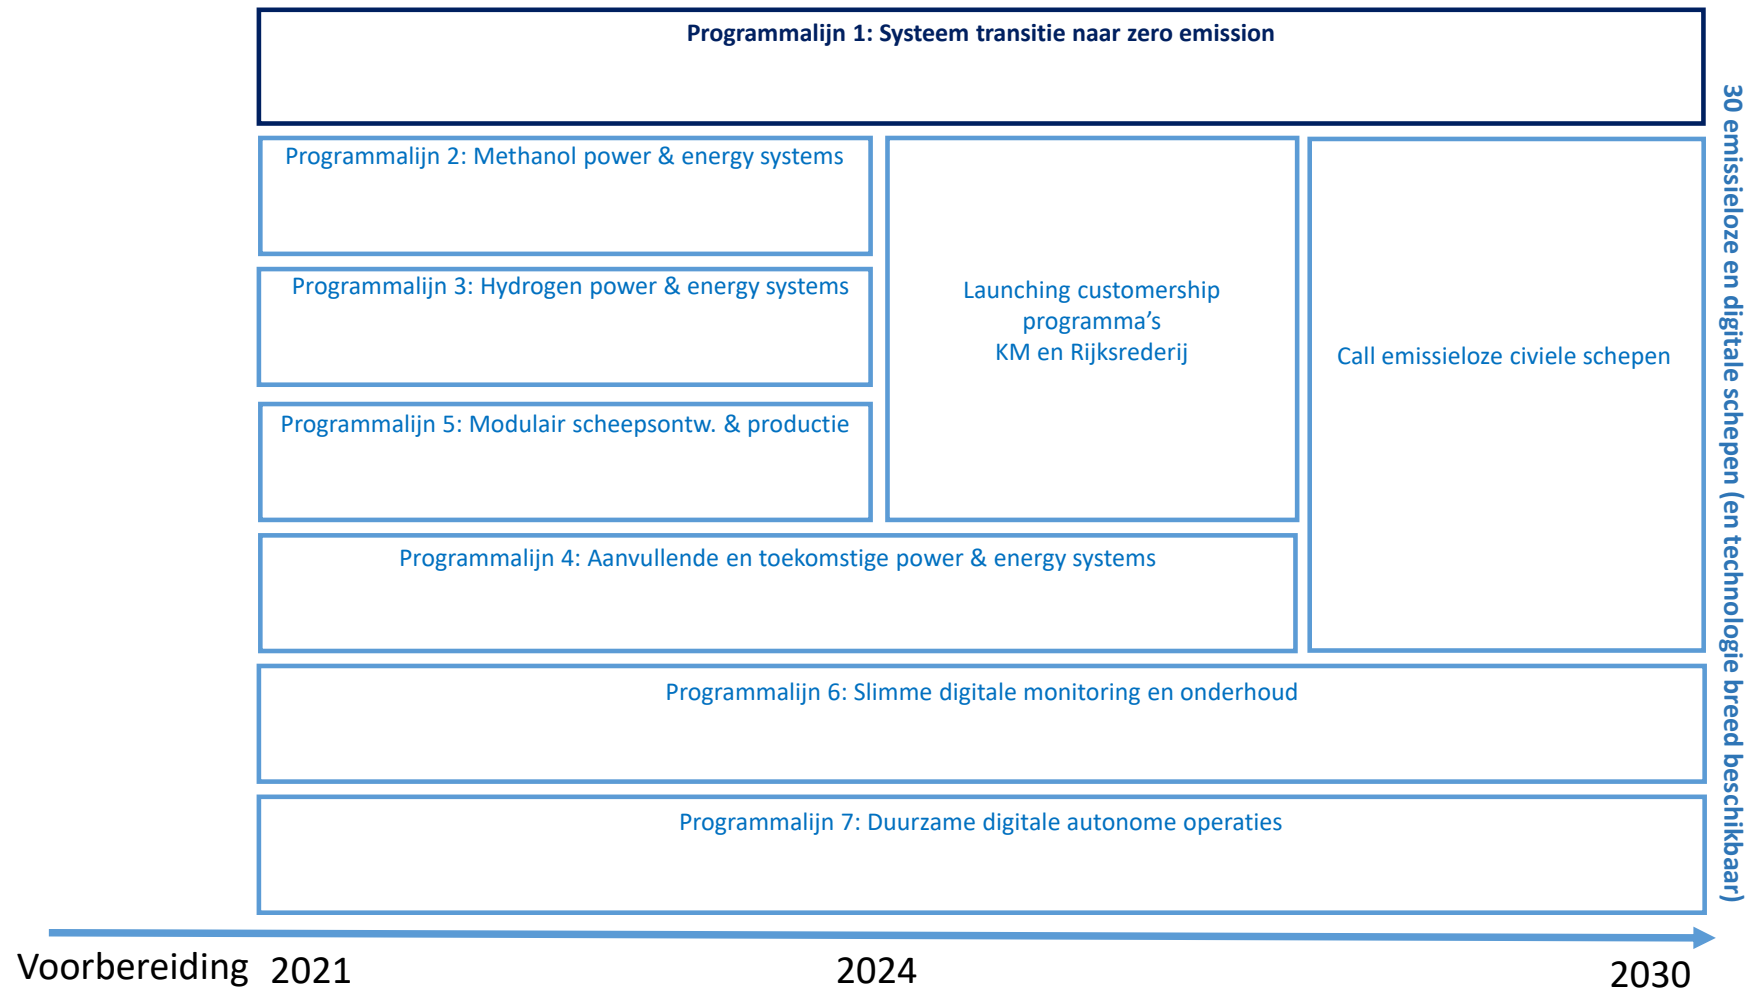 Programmalijn 1: Systeem transitie naar zero emission
Programmalijn 2: Methanol power & energy systems
Programmalijn 3: Hydrogen power & energy systems
Programmalijn 5: Modulair scheepsontw. & productie
Launching customership
programma’s
KM en Rijksrederij
Call emissieloze civiele schepen
Programmalijn 4: Aanvullende en toekomstige power & energy systems
Programmalijn 6: Slimme digitale monitoring en onderhoud
Programmalijn 7: Duurzame digitale autonome operaties
30 emissieloze en digitale schepen (en technologie breed beschikbaar)
Voorbereiding
2021
2024
2030